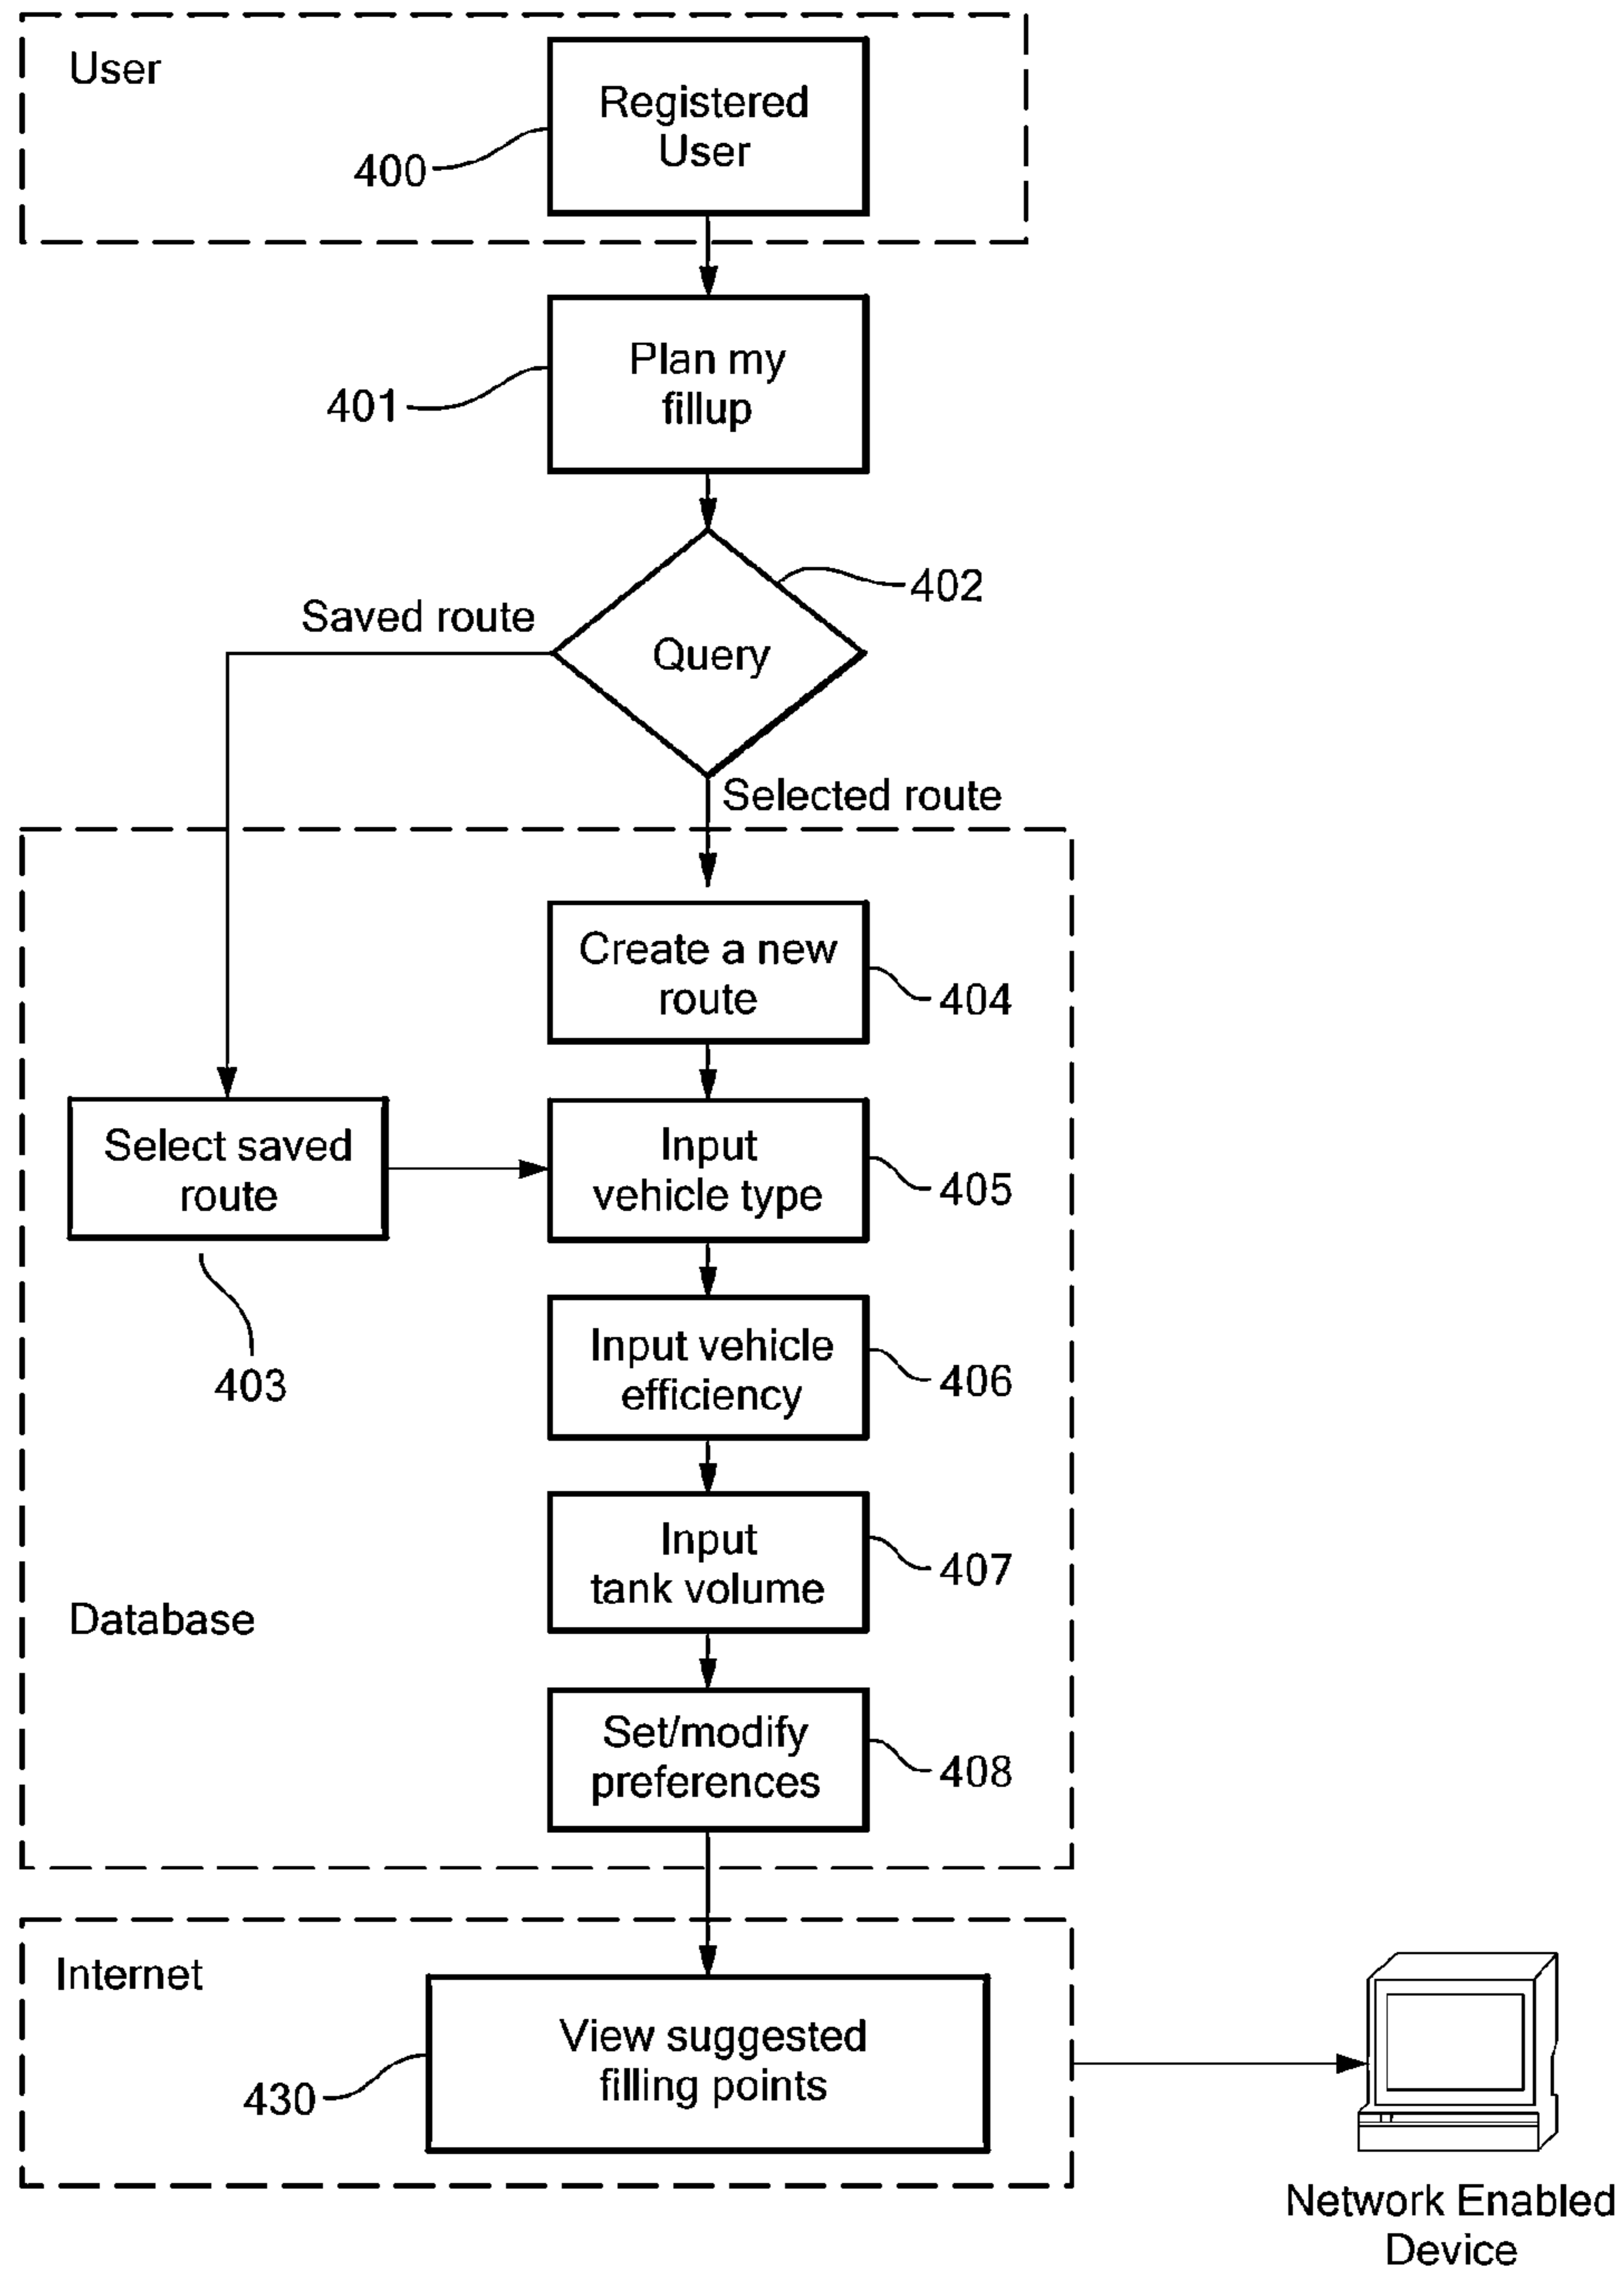 User
Registered
User
400
Plan my
fillup
401
402
Saved route
Query
Selected route
Create a new
route
404
Select saved
route
403
Input
vehicle type
405
Input vehicle
efficiency
406
Input
tank volume
407
Database
Set/modify
preferences
408
Internet
View suggested
filling points
430
Network Enabled
Device